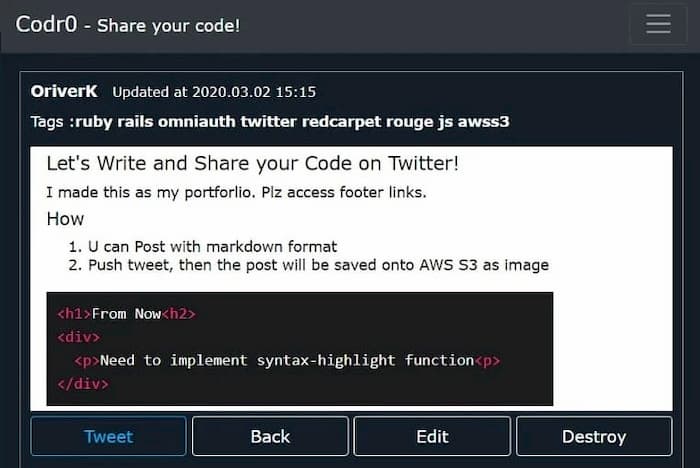 Codr0 - Share your code!
OriverK Updated at 2020.03.02 15:15
Tags :ruby rails omniauth twitter redcarpet rouge js awss3
Let's Write and Share your Code on Twitter!
I made this as my portforlio. Plz access footer links.
How
1. U can Post with markdown format
2. Push tweet, then the post will be saved onto AWS S3 as image
<h1>From Now<h2>
<div>
<p>Need to implement syntax-highlight function<p>
</div>
Tweet Back Edit Destroy